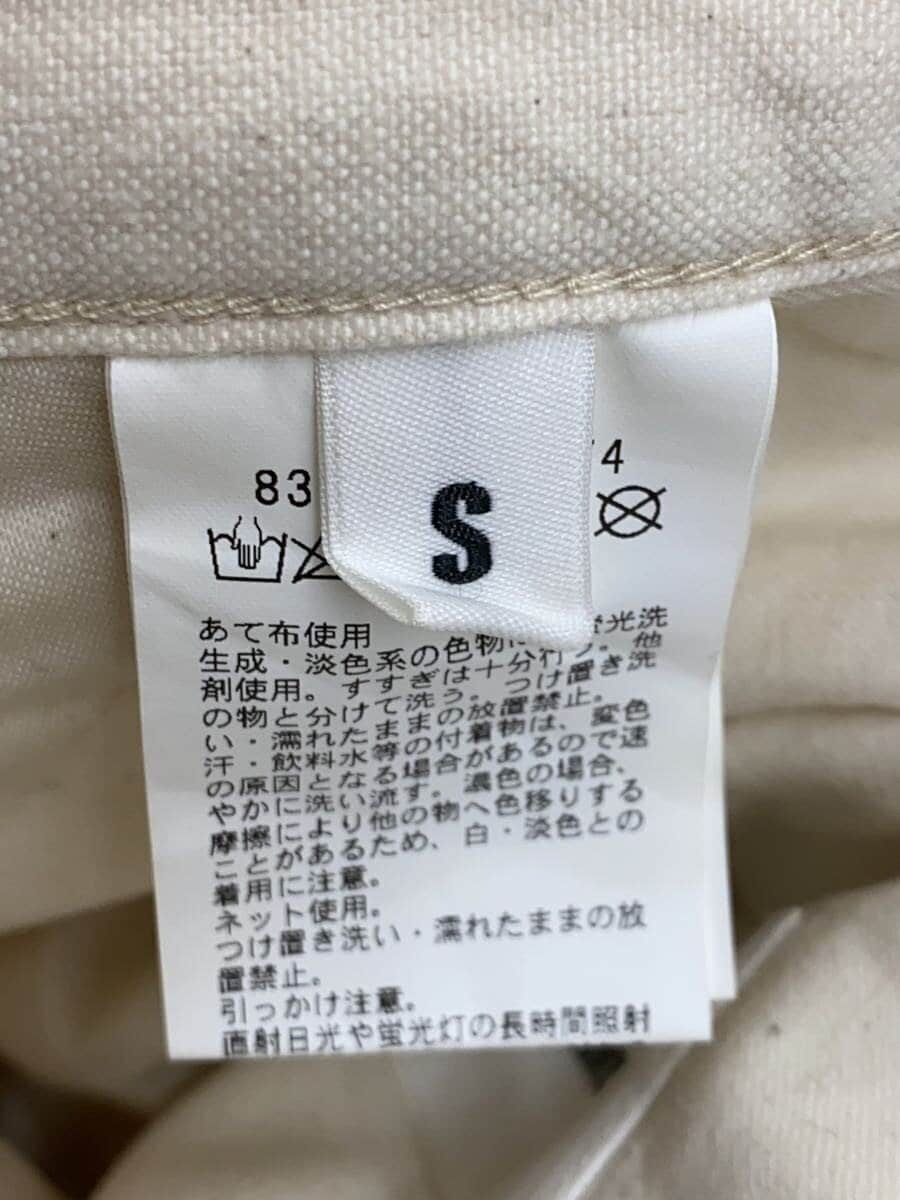 83
4
S
あて布使用
生成・淡色系の色物に 蛍光洗
剤使用。すすぎは十分行う。他
の物と分けて洗う。つけ置き洗
い・濡れたままの放置禁止。
汗・飲料水等の付着物は、変色
の原因となる場合があるので速
やかに洗い流す。濃色の場合、
摩擦により他の物へ色移りする
ことがあるため、白・淡色との
着用に注意。
ネット使用。
つけ置き洗い・濡れたままの放
置禁止。
引っかけ注意。
直射日光や蛍光灯の長時間照射